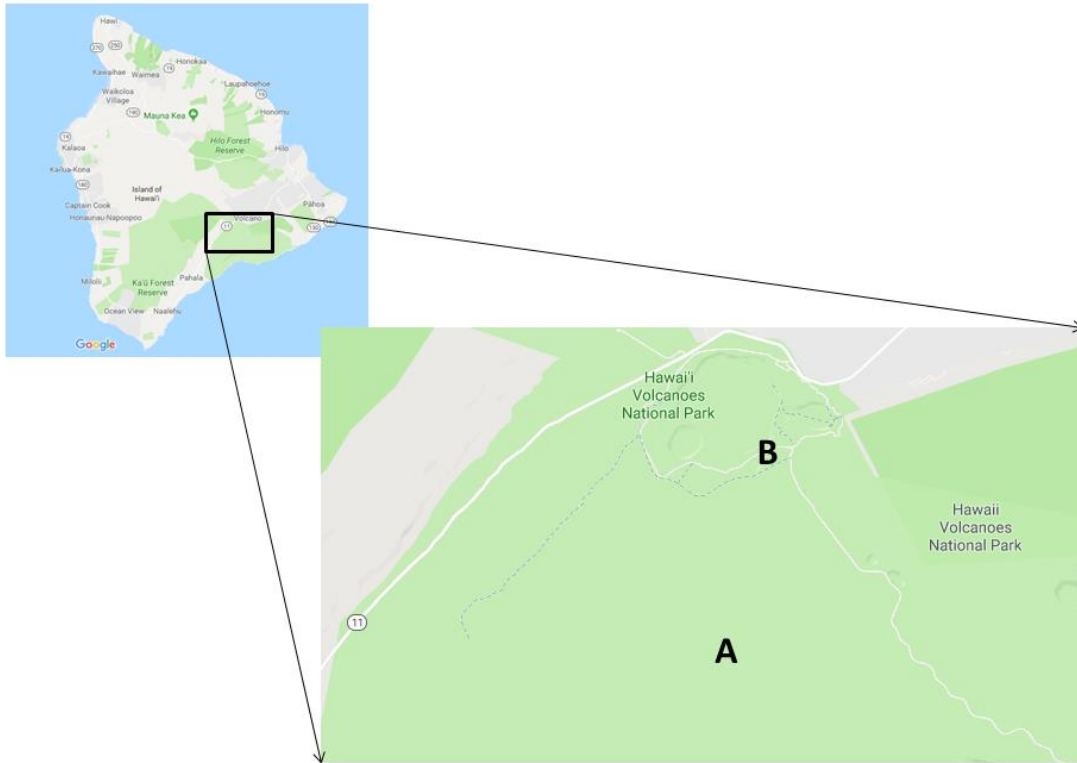 Hawi
270
250
Honokaa
19
Kawaihae
Waimea
Waikoloa
Village
Laupahoehoe
19
190
Mauna Kea
Honomu
19
Hilo Forest
Reserve
Kalaoa
Hilo
Kailua-Kona
Island of
Hawai'i
180
Captain Cook
Pāhoa
Honaunau-Napoopoo
Volcano
11
130
Pahala
Milolii
Ka'ū Forest
Reserve
Ocean View
Naalehu
Google
Hawai'i
Volcanoes
National Park
B
Hawaii
Volcanoes
National Park
11
A